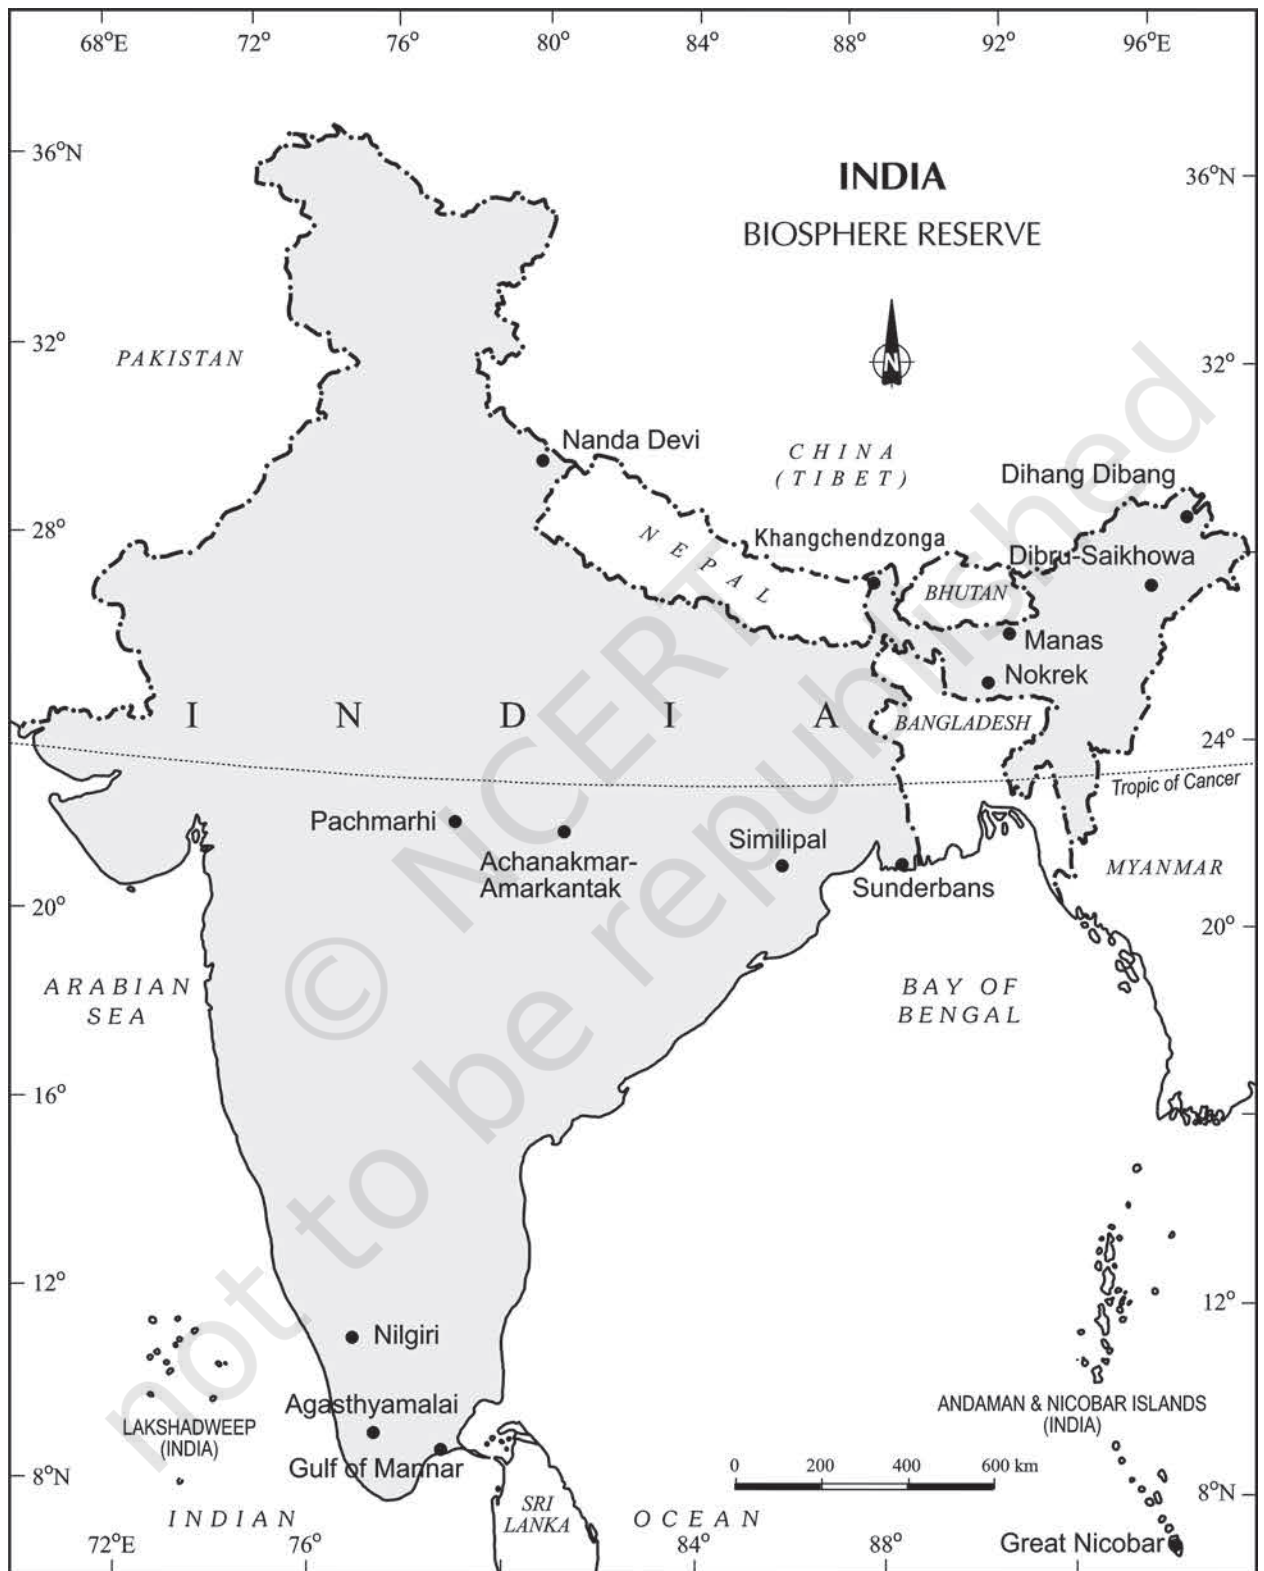 68°E 72° 76° 80° 84° 88° 92° 96°E
36°N
INDIA
36°N
BIOSPHERE RESERVE
32°
PAKISTAN
N
32°
Nanda Devi
CHINA
(TIBET)
Dihang Dibang
28°
NEPAL
Khangchendzonga
Dibru-Saikhowa
BHUTAN
Manas
Nokrek
INDIA
BANGLADESH
24°
Tropic of Cancer
Pachmarhi
Achanakmar-
Amarkantak
Similipal
Sunderbans
MYANMAR
20°
20°
ARABIAN
SEA
BAY OF
BENGAL
16°
12°
12°
Nilgiri
Agasthyamalai
LAKSHADWEEP
(INDIA)
Gulf of Mannar
ANDAMAN & NICOBAR ISLANDS
(INDIA)
0 200 400 600 km
8°N
8°N
INDIAN
SRI
LANKA
OCEAN
Great Nicobar
72°E 76° 84° 88°
© NCERT
not to be republished